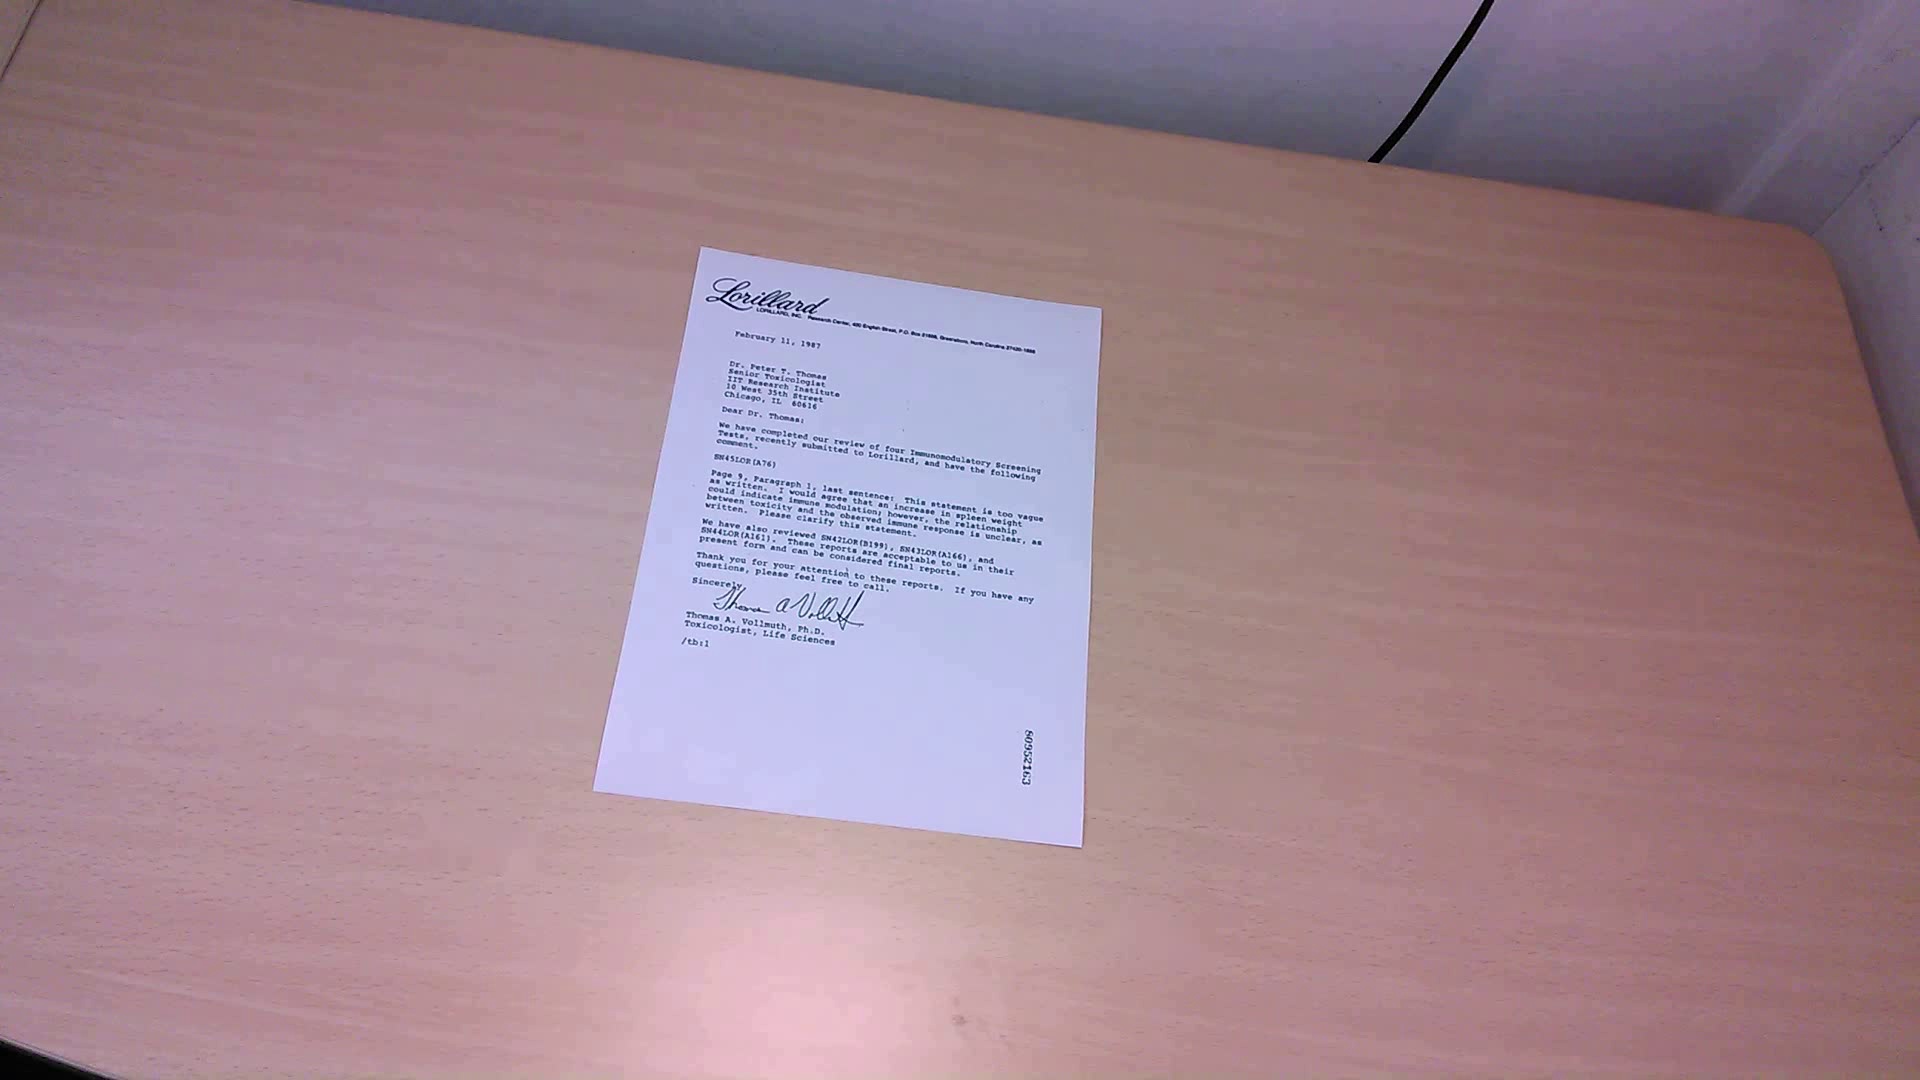 Lorillard
LORILLARD, INC. Research Center, 420 English Street, P.O. Box 21688, Greensboro, North Carolina 27420-1688
February 11, 1987
Dr. Peter T. Thomas
Senior Toxicologist
IIT Research Institute
10 West 35th Street
Chicago, IL 60616
Dear Dr. Thomas:
We have completed our review of four Immunomodulatory Screening
Tests, recently submitted to Lorillard, and have the following
comment.
SN45LOR(A76)
Page 9, Paragraph 1, last sentence: This statement is too vague
as written. I would agree that an increase in spleen weight
could indicate immune modulation; however, the relationship
between toxicity and the observed immune response is unclear, as
written. Please clarify this statement.
We have also reviewed SN42LOR(B199), SN43LOR(A166), and
SN44LOR(A161). These reports are acceptable to us in their
present form and can be considered final reports.
Thank you for your attention to these reports. If you have any
questions, please feel free to call.
Sincerely,
Thomas A. Vollmuth, Ph.D.
Toxicologist, Life Sciences
/tb:1
80952163